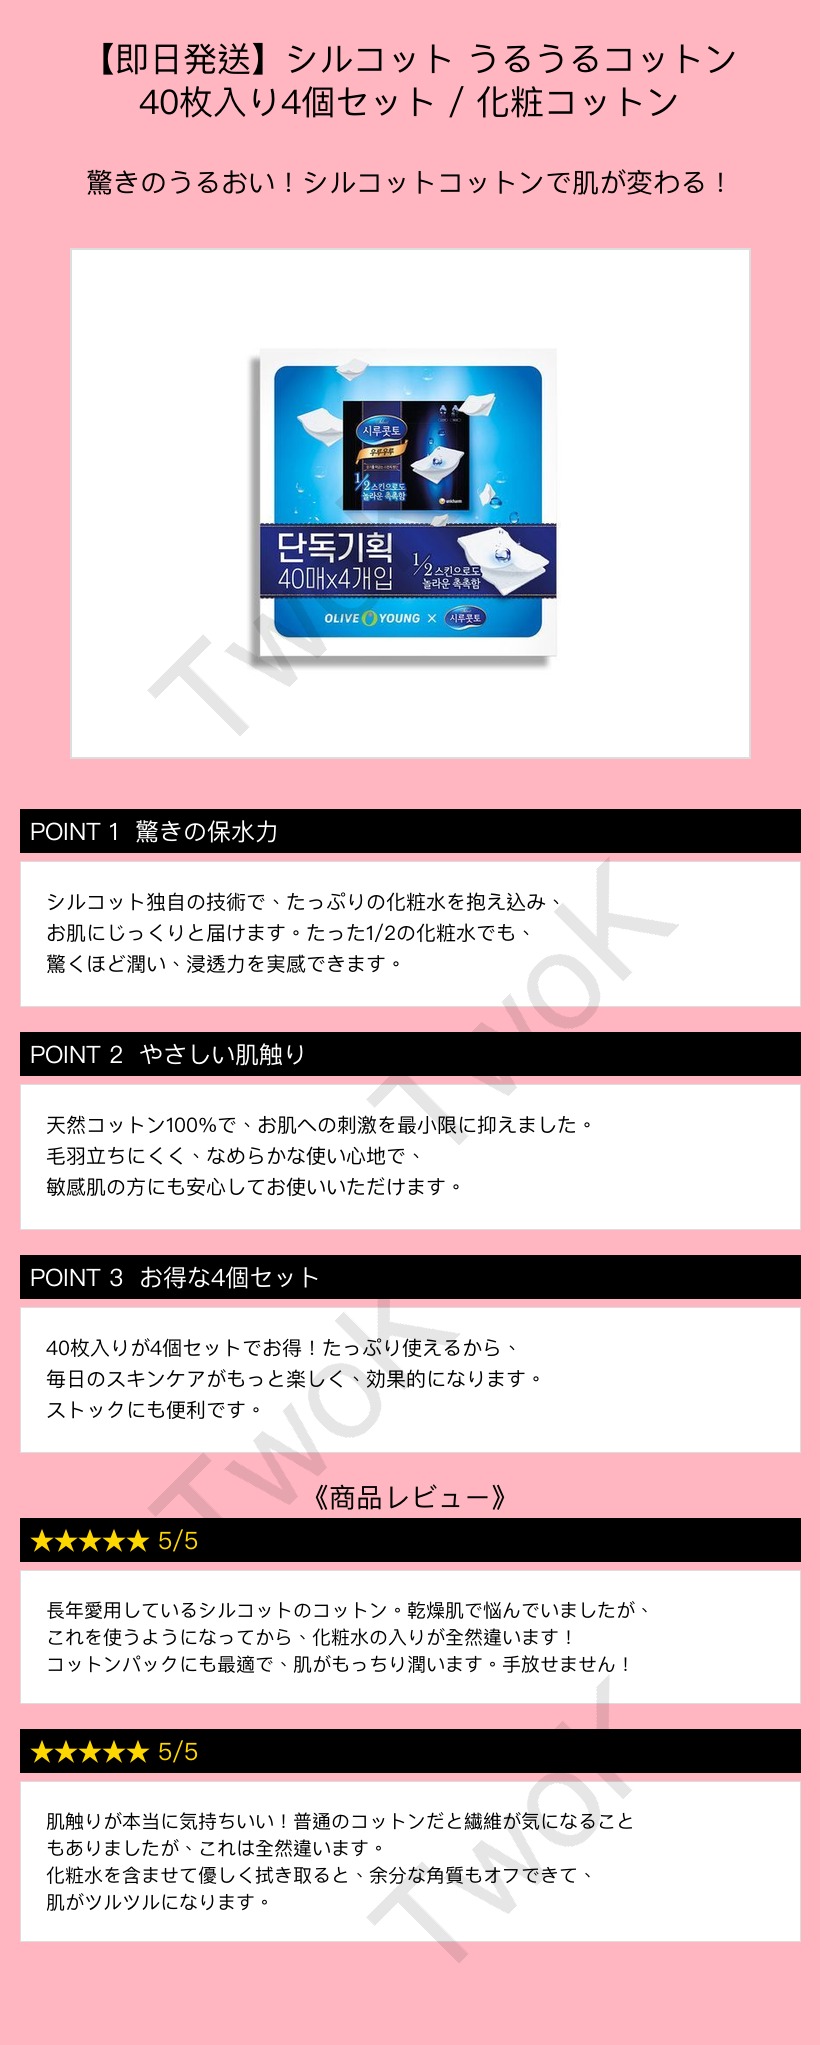 【即日発送】シルコット うるうるコットン
40枚入り4個セット / 化粧コットン
驚きのうるおい！シルコットコットンで肌が変わる！
시루콧토
우루우루
1/2스킨으로도
놀라운 촉촉함
unicharm
단독기획
40매x4개입
1/2스킨으로도
놀라운 촉촉함
OLIVE YOUNG × 시루콧토
TwoK
POINT 1 驚きの保水力
シルコット独自の技術で、たっぷりの化粧水を抱え込み、
お肌にじっくりと届けます。たった1/2の化粧水でも、
驚くほど潤い、浸透力を実感できます。
TwoK
POINT 2 やさしい肌触り
天然コットン100%で、お肌への刺激を最小限に抑えました。
毛羽立ちにくく、なめらかな使い心地で、
敏感肌の方にも安心してお使いいただけます。
POINT 3 お得な4個セット
40枚入りが4個セットでお得！たっぷり使えるから、
毎日のスキンケアがもっと楽しく、効果的になります。
ストックにも便利です。
TwoK
《商品レビュー》
★★★★★ 5/5
長年愛用しているシルコットのコットン。乾燥肌で悩んでいましたが、
これを使うようになってから、化粧水の入りが全然違います！
コットンパックにも最適で、肌がもっちり潤います。手放せません！
★★★★★ 5/5
肌触りが本当に気持ちいい！普通のコットンだと繊維が気になること
もありましたが、これは全然違います。
化粧水を含ませて優しく拭き取ると、余分な角質もオフできて、
肌がツルツルになります。
TwoK